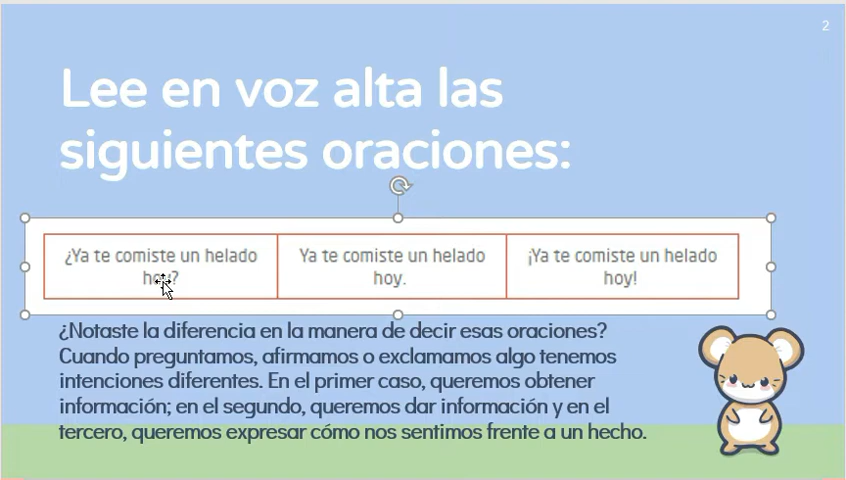 2
Lee en voz alta las
siguientes oraciones:
¿Ya te comiste un helado
hoy?
Ya te comiste un helado
hoy.
¡Ya te comiste un helado
hoy!
¿Notaste la diferencia en la manera de decir esas oraciones?
Cuando preguntamos, afirmamos o exclamamos algo tenemos
intenciones diferentes. En el primer caso, queremos obtener
información; en el segundo, queremos dar información y en el
tercero, queremos expresar cómo nos sentimos frente a un hecho.